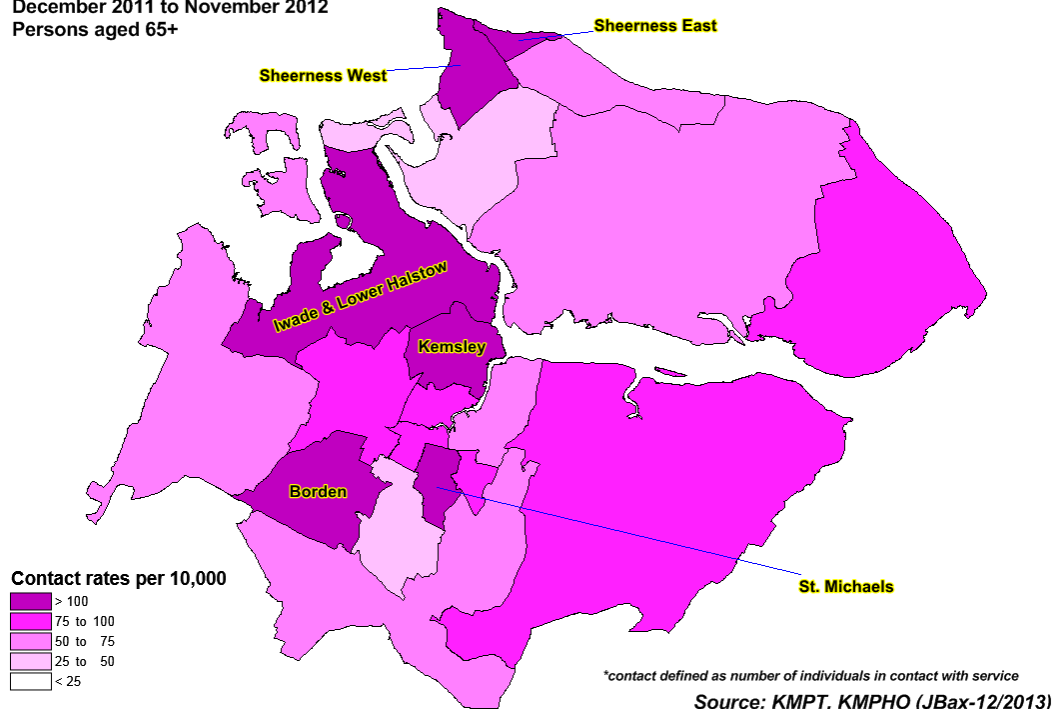 December 2011 to November 2012
Persons aged 65+
Sheerness East
Sheerness West
Iwade & Lower Halstow
Kemsley
Borden
St. Michaels
Contact rates per 10,000
> 100
75 to 100
50 to 75
25 to 50
< 25
*contact defined as number of individuals in contact with service
Source: KMPT, KMPHO (JBax-12/2013)